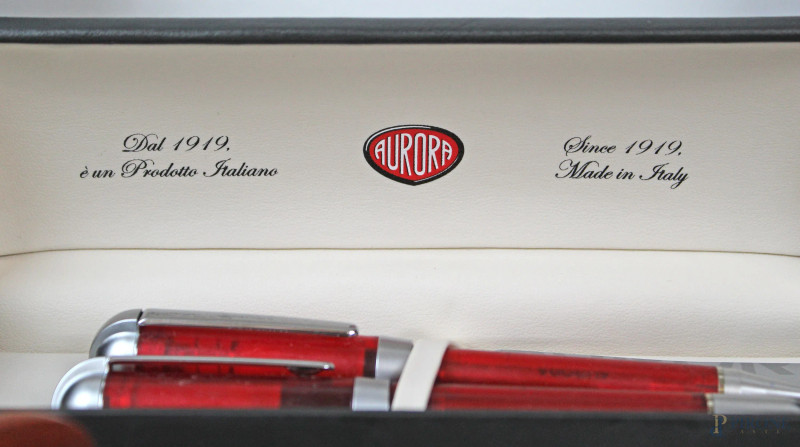 Dal 1919,
è un Prodotto Italiano
AURORA
Since 1919,
Made in Italy